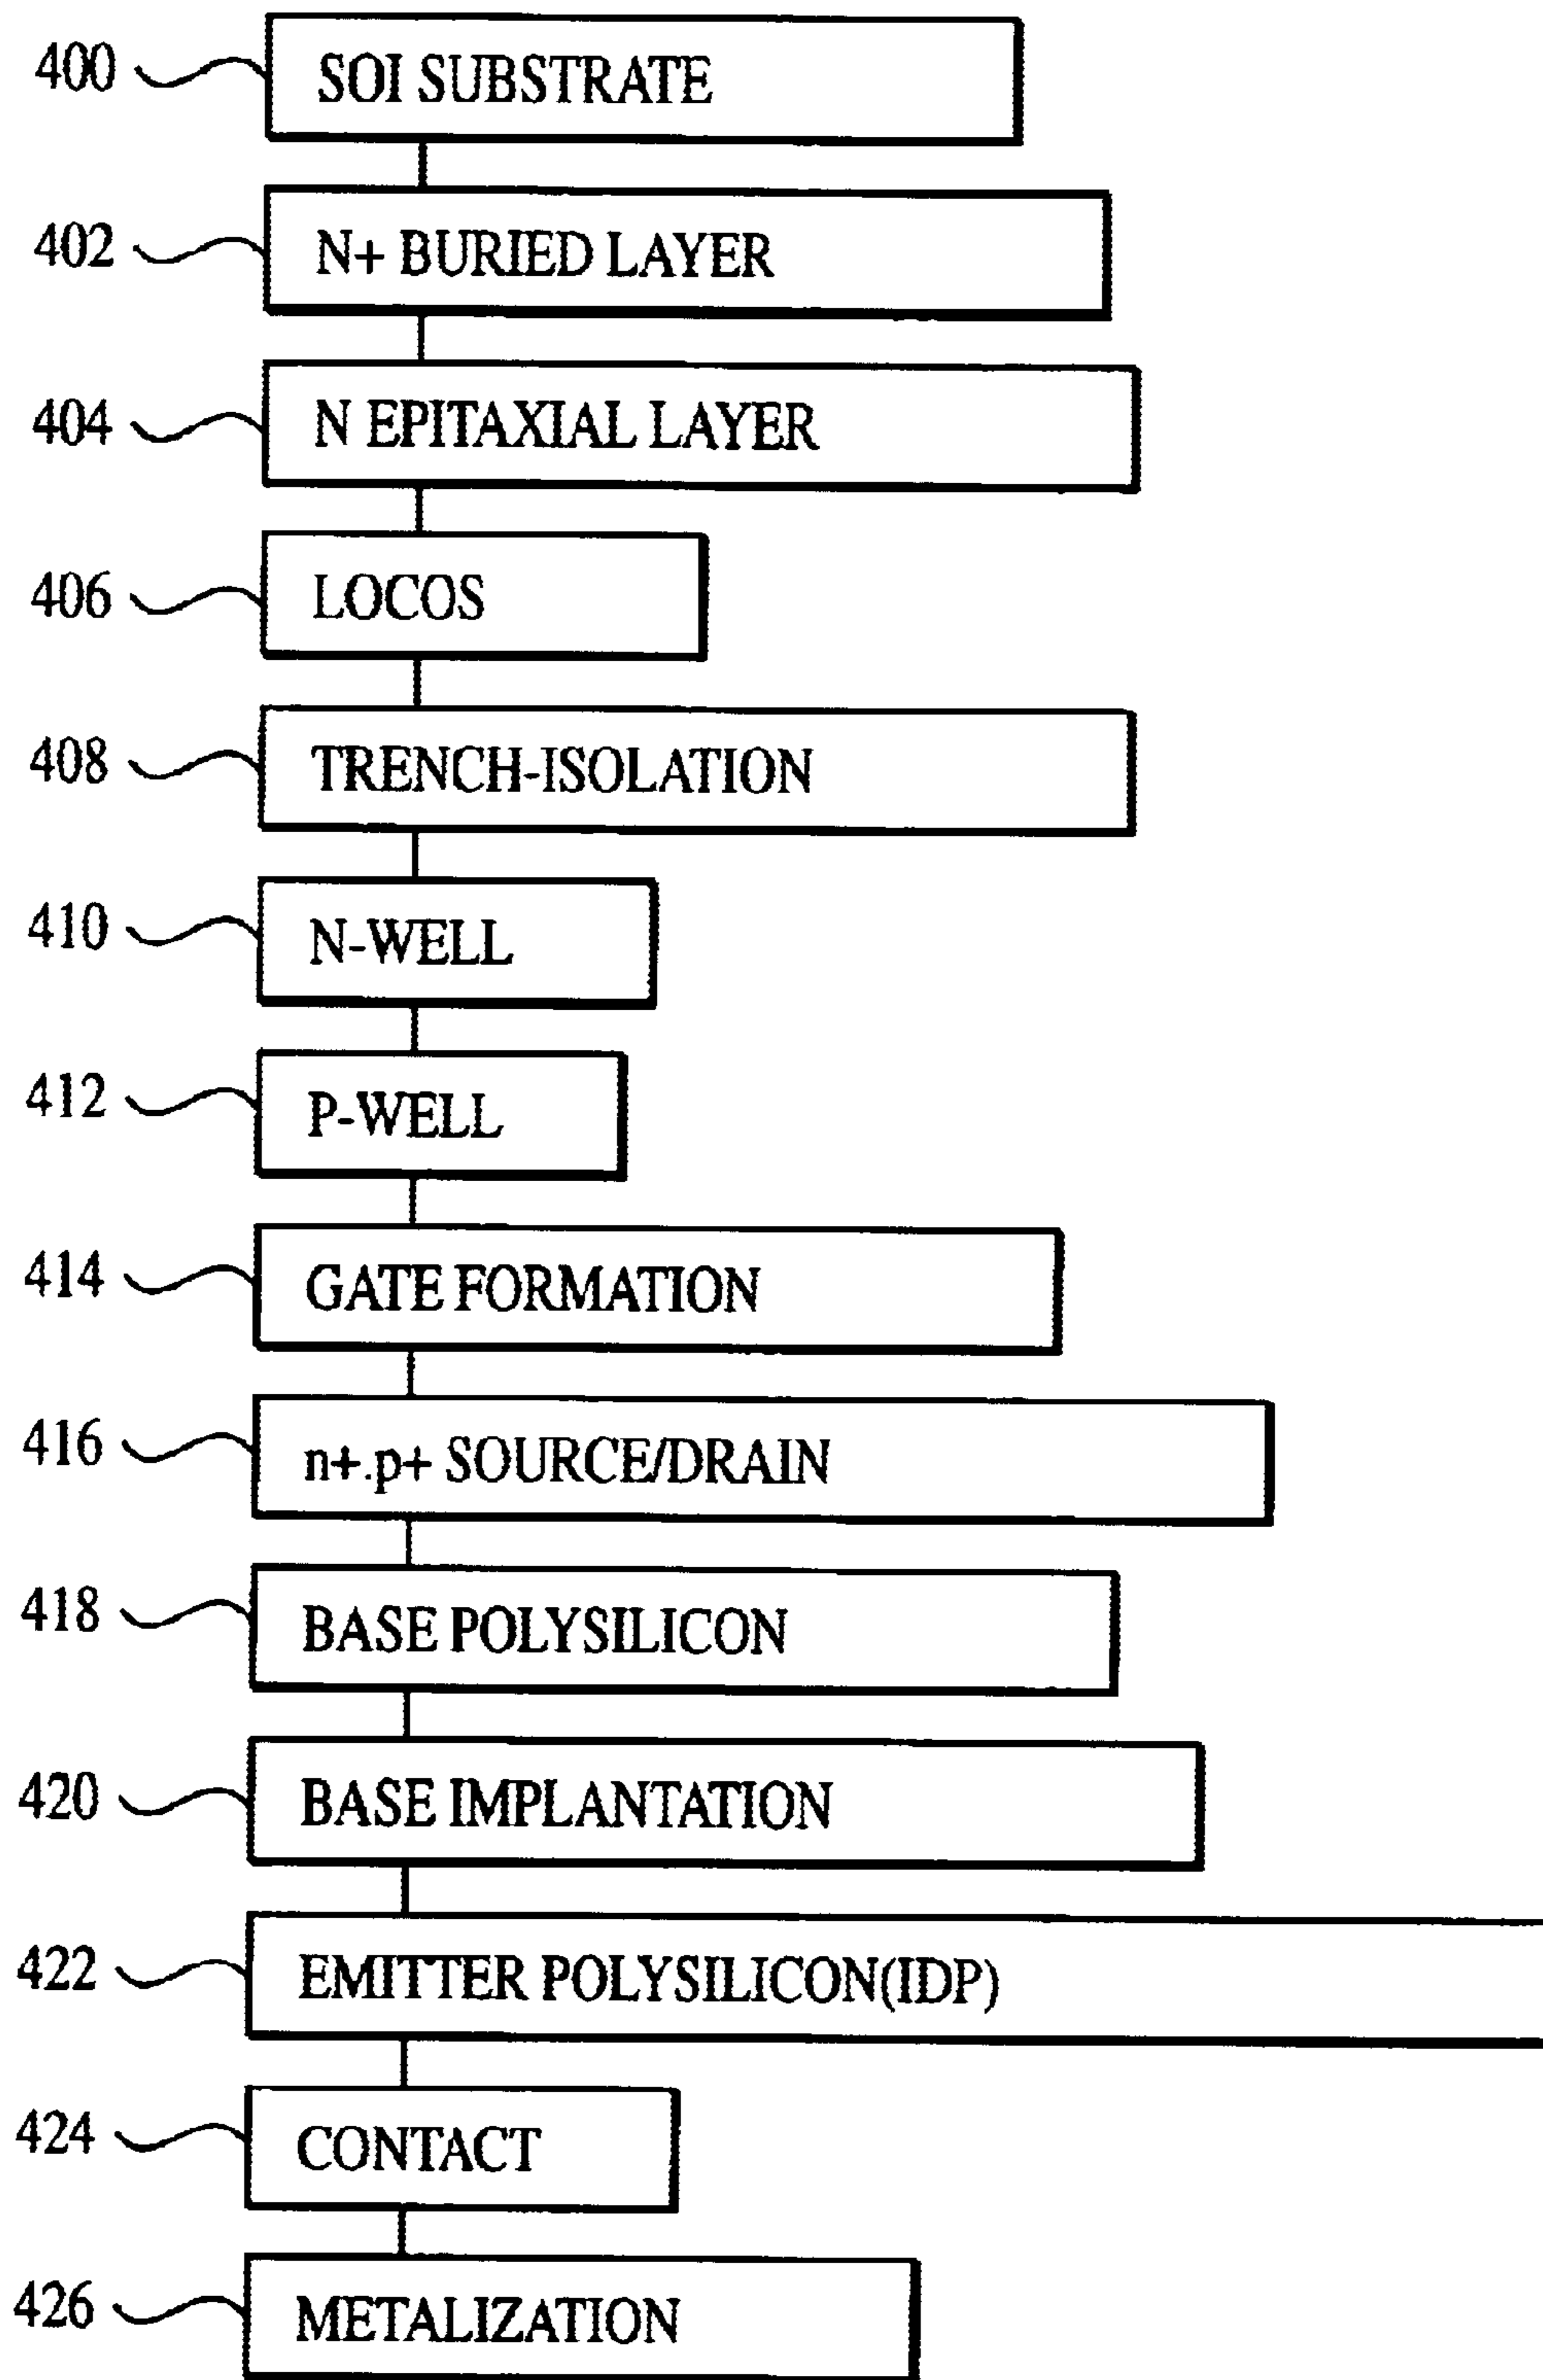 400 SOI SUBSTRATE
402 N+ BURIED LAYER
404 N EPITAXIAL LAYER
406 LOCOS
408 TRENCH-ISOLATION
410 N-WELL
412 P-WELL
414 GATE FORMATION
416 n+.p+ SOURCE/DRAIN
418 BASE POLYSILICON
420 BASE IMPLANTATION
422 EMITTER POLYSILICON(IDP)
424 CONTACT
426 METALIZATION